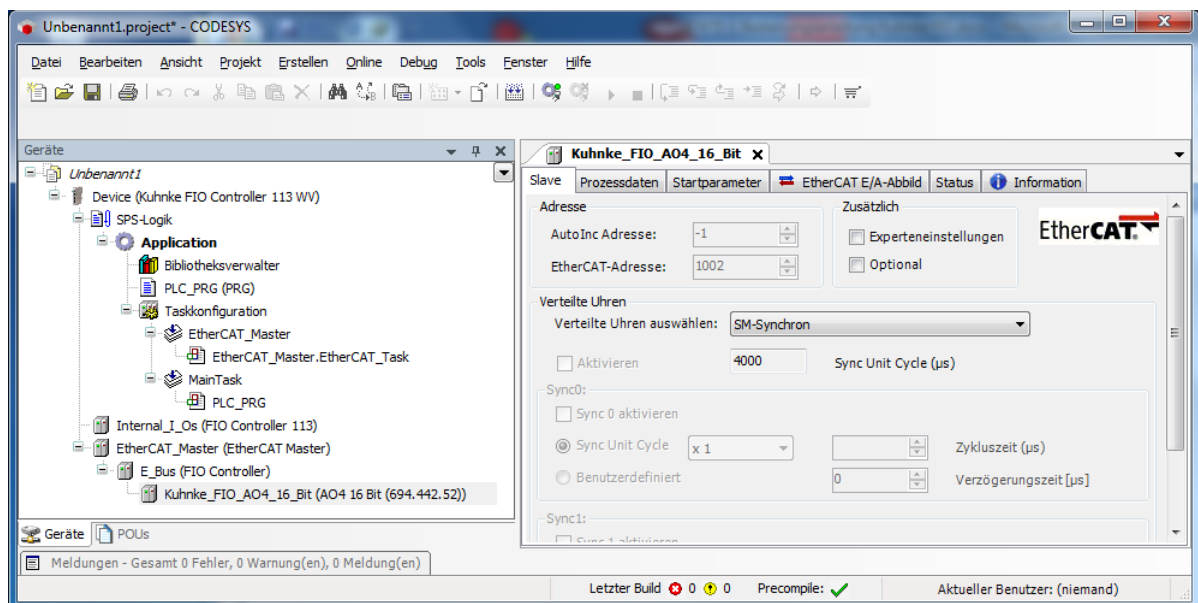 Unbenannt1.project* - CODESYS
Datei Bearbeiten Ansicht Projekt Erstellen Online Debug Tools Fenster Hilfe
Geräte
Unbenannt1
Device (Kuhnke FIO Controller 113 WV)
SPS-Logik
Application
Bibliotheksverwalter
PLC_PRG (PRG)
Taskkonfiguration
EtherCAT_Master
EtherCAT_Master.EtherCAT_Task
MainTask
PLC_PRG
Internal_I_Os (FIO Controller 113)
EtherCAT_Master (EtherCAT Master)
E_Bus (FIO Controller)
Kuhnke_FIO_AO4_16_Bit (AO4 16 Bit (694.442.52))
Geräte POUs
Kuhnke_FIO_AO4_16_Bit
Slave Prozessdaten Startparameter EtherCAT E/A-Abbild Status Information
Adresse
AutoInc Adresse: -1
EtherCAT-Adresse: 1002
Zusätzlich
Experteneinstellungen
Optional
EtherCAT.
Verteilte Uhren
Verteilte Uhren auswählen: SM-Synchron
Aktivieren 4000 Sync Unit Cycle (µs)
Sync0:
Sync 0 aktivieren
Sync Unit Cycle x 1 Zykluszeit (µs)
Benutzerdefiniert 0 Verzögerungszeit [µs]
Sync1:
Sync 1 aktivieren
Meldungen - Gesamt 0 Fehler, 0 Warnung(en), 0 Meldung(en)
Letzter Build 0 0 Precompile: Aktueller Benutzer: (niemand)